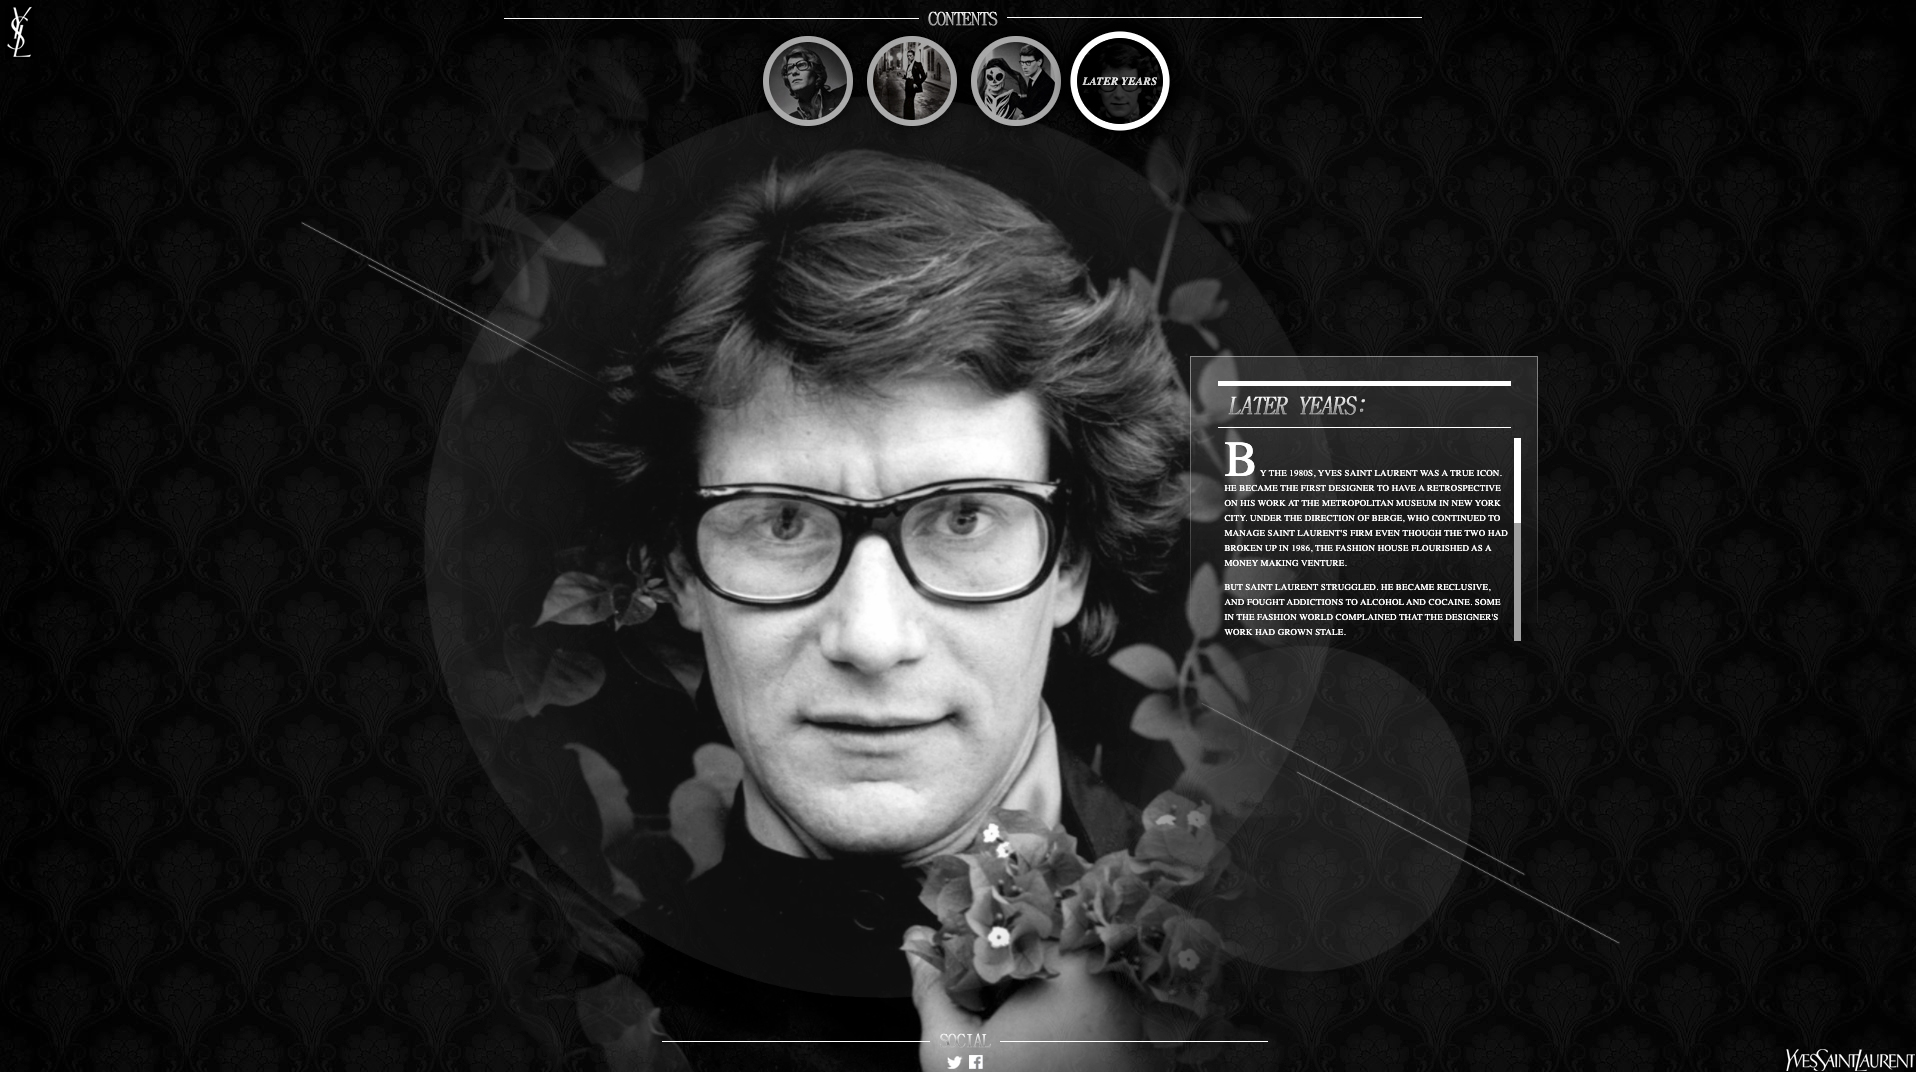 YSL
CONTENTS
LATER YEARS
LATER YEARS:
BY THE 1980S, YVES SAINT LAURENT WAS A TRUE ICON.
HE BECAME THE FIRST DESIGNER TO HAVE A RETROSPECTIVE
ON HIS WORK AT THE METROPOLITAN MUSEUM IN NEW YORK
CITY. UNDER THE DIRECTION OF BERGE, WHO CONTINUED TO
MANAGE SAINT LAURENT'S FIRM EVEN THOUGH THE TWO HAD
BROKEN UP IN 1986, THE FASHION HOUSE FLOURISHED AS A
MONEY MAKING VENTURE.
BUT SAINT LAURENT STRUGGLED. HE BECAME RECLUSIVE,
AND FOUGHT ADDICTIONS TO ALCOHOL AND COCAINE. SOME
IN THE FASHION WORLD COMPLAINED THAT THE DESIGNER'S
WORK HAD GROWN STALE.
SOCIAL
YVESSAINTLAURENT